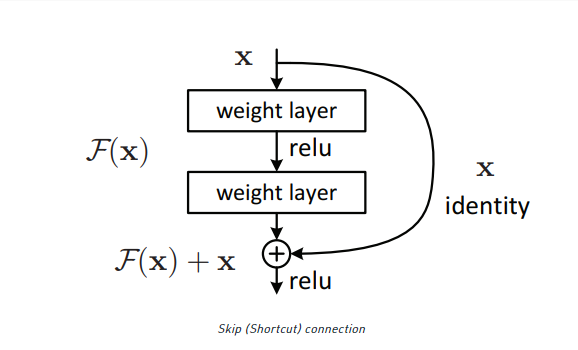 x
weight layer
relu
F(x)
x
weight layer
identity
F(x) + x
relu
Skip (Shortcut) connection